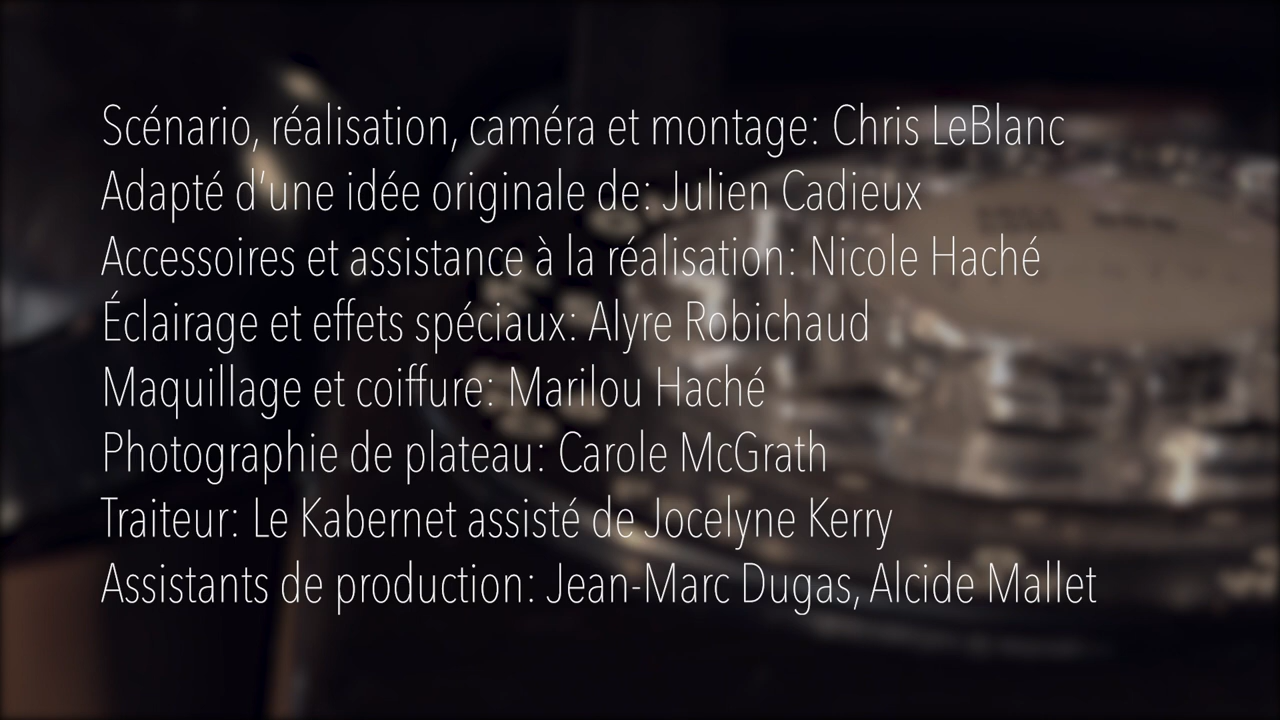 Scénario, réalisation, caméra et montage: Chris LeBlanc
Adapté d’une idée originale de: Julien Cadieux
Accessoires et assistance à la réalisation: Nicole Haché
Éclairage et effets spéciaux: Alyre Robichaud
Maquillage et coiffure: Marilou Haché
Photographie de plateau: Carole McGrath
Traiteur: Le Kabernet assisté de Jocelyne Kerry
Assistants de production: Jean-Marc Dugas, Alcide Mallet